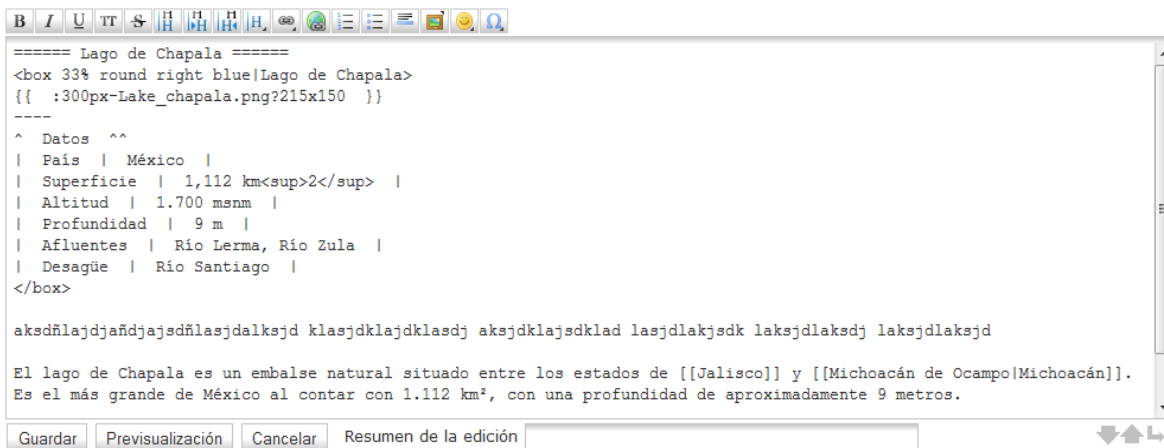 B I U TT S H H H H
====== Lago de Chapala ======
<box 33% round right blue|Lago de Chapala>
{{  :300px-Lake_chapala.png?215x150  }}
----
^  Datos  ^^
|  País  |  México  |
|  Superficie  |  1,112 km<sup>2</sup>  |
|  Altitud  |  1.700 msnm  |
|  Profundidad  |  9 m  |
|  Afluentes  |  Río Lerma, Río Zula  |
|  Desagüe  |  Río Santiago  |
</box>
aksdñlajdjañdjajsdñlasjdalksjd klasjdklajdklasdj aksjdklajsdklad lasjdlakjsdk laksjdlaksdj laksjdlaksjd
El lago de Chapala es un embalse natural situado entre los estados de [[Jalisco]] y [[Michoacán de Ocampo|Michoacán]].
Es el más grande de México al contar con 1.112 km², con una profundidad de aproximadamente 9 metros.
Guardar Previsualización Cancelar Resumen de la edición